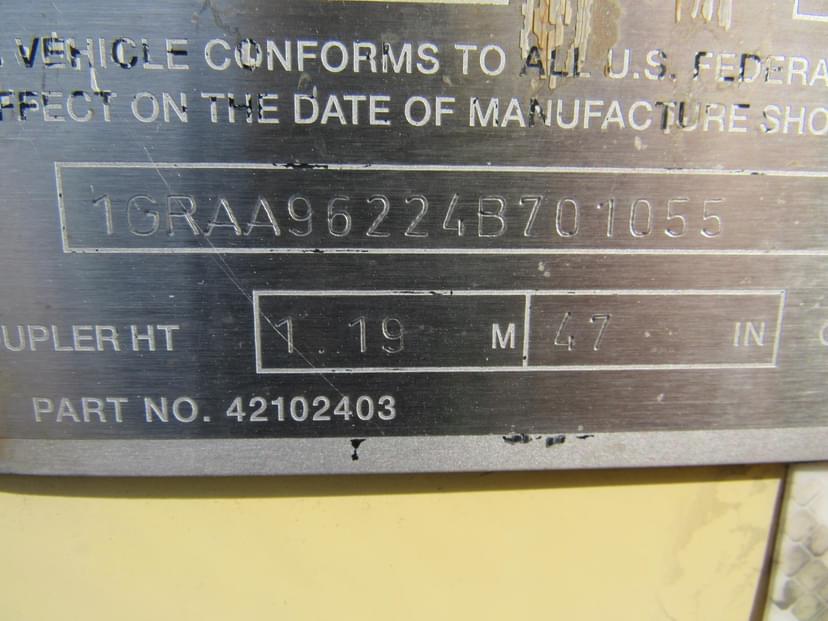 VEHICLE CONFORMS TO ALL U.S. FEDERA
FFECT ON THE DATE OF MANUFACTURE SHO
1GRAA96224B701055
UPLER HT 1.19 M 47 IN
PART NO. 42102403